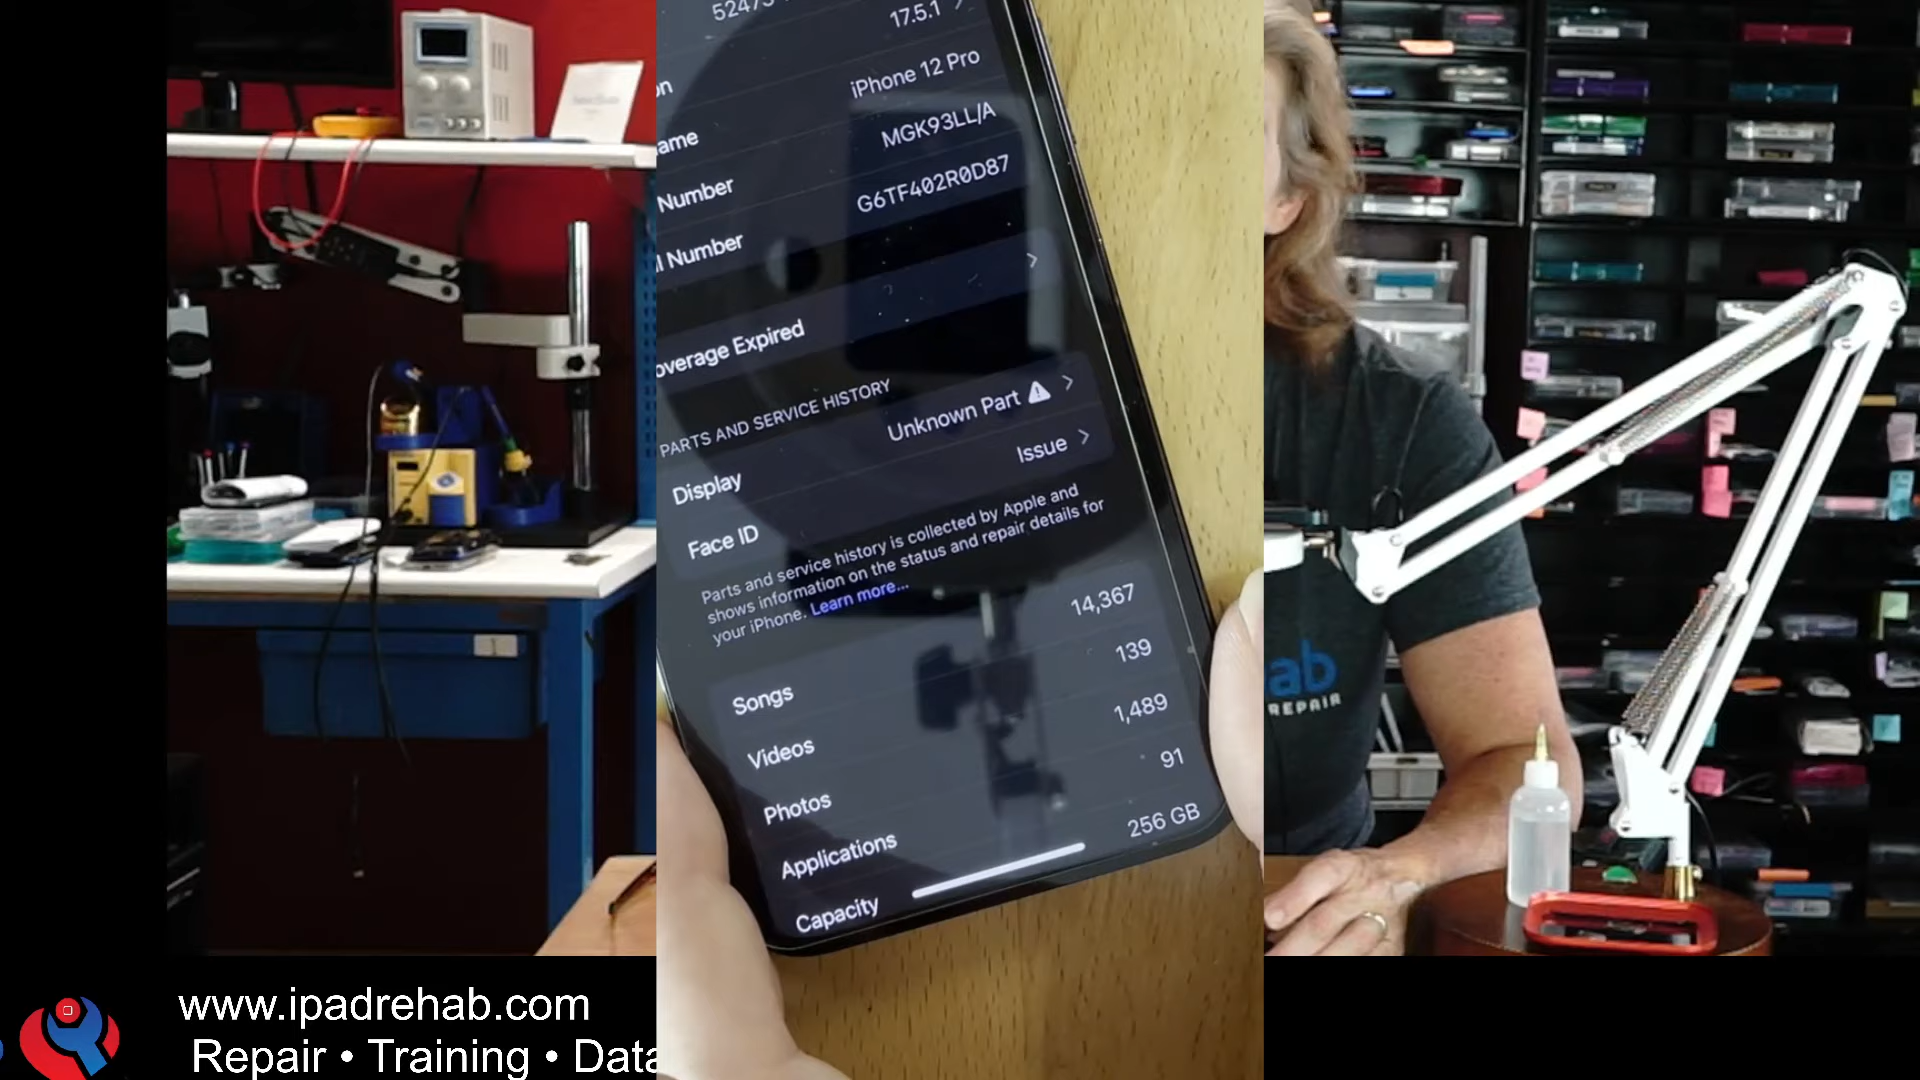 17.5.1
iPhone 12 Pro
ame
MGK93LL/A
Number
G6TF402R0D87
l Number
overage Expired
PARTS AND SERVICE HISTORY
Display Unknown Part
Face ID Issue
Parts and service history is collected by Apple and
shows information on the status and repair details for
your iPhone. Learn more...
Songs 14,367
Videos 139
Photos 1,489
Applications 91
Capacity 256 GB
ab
REPAIR
www.ipadrehab.com
Repair • Training • Data